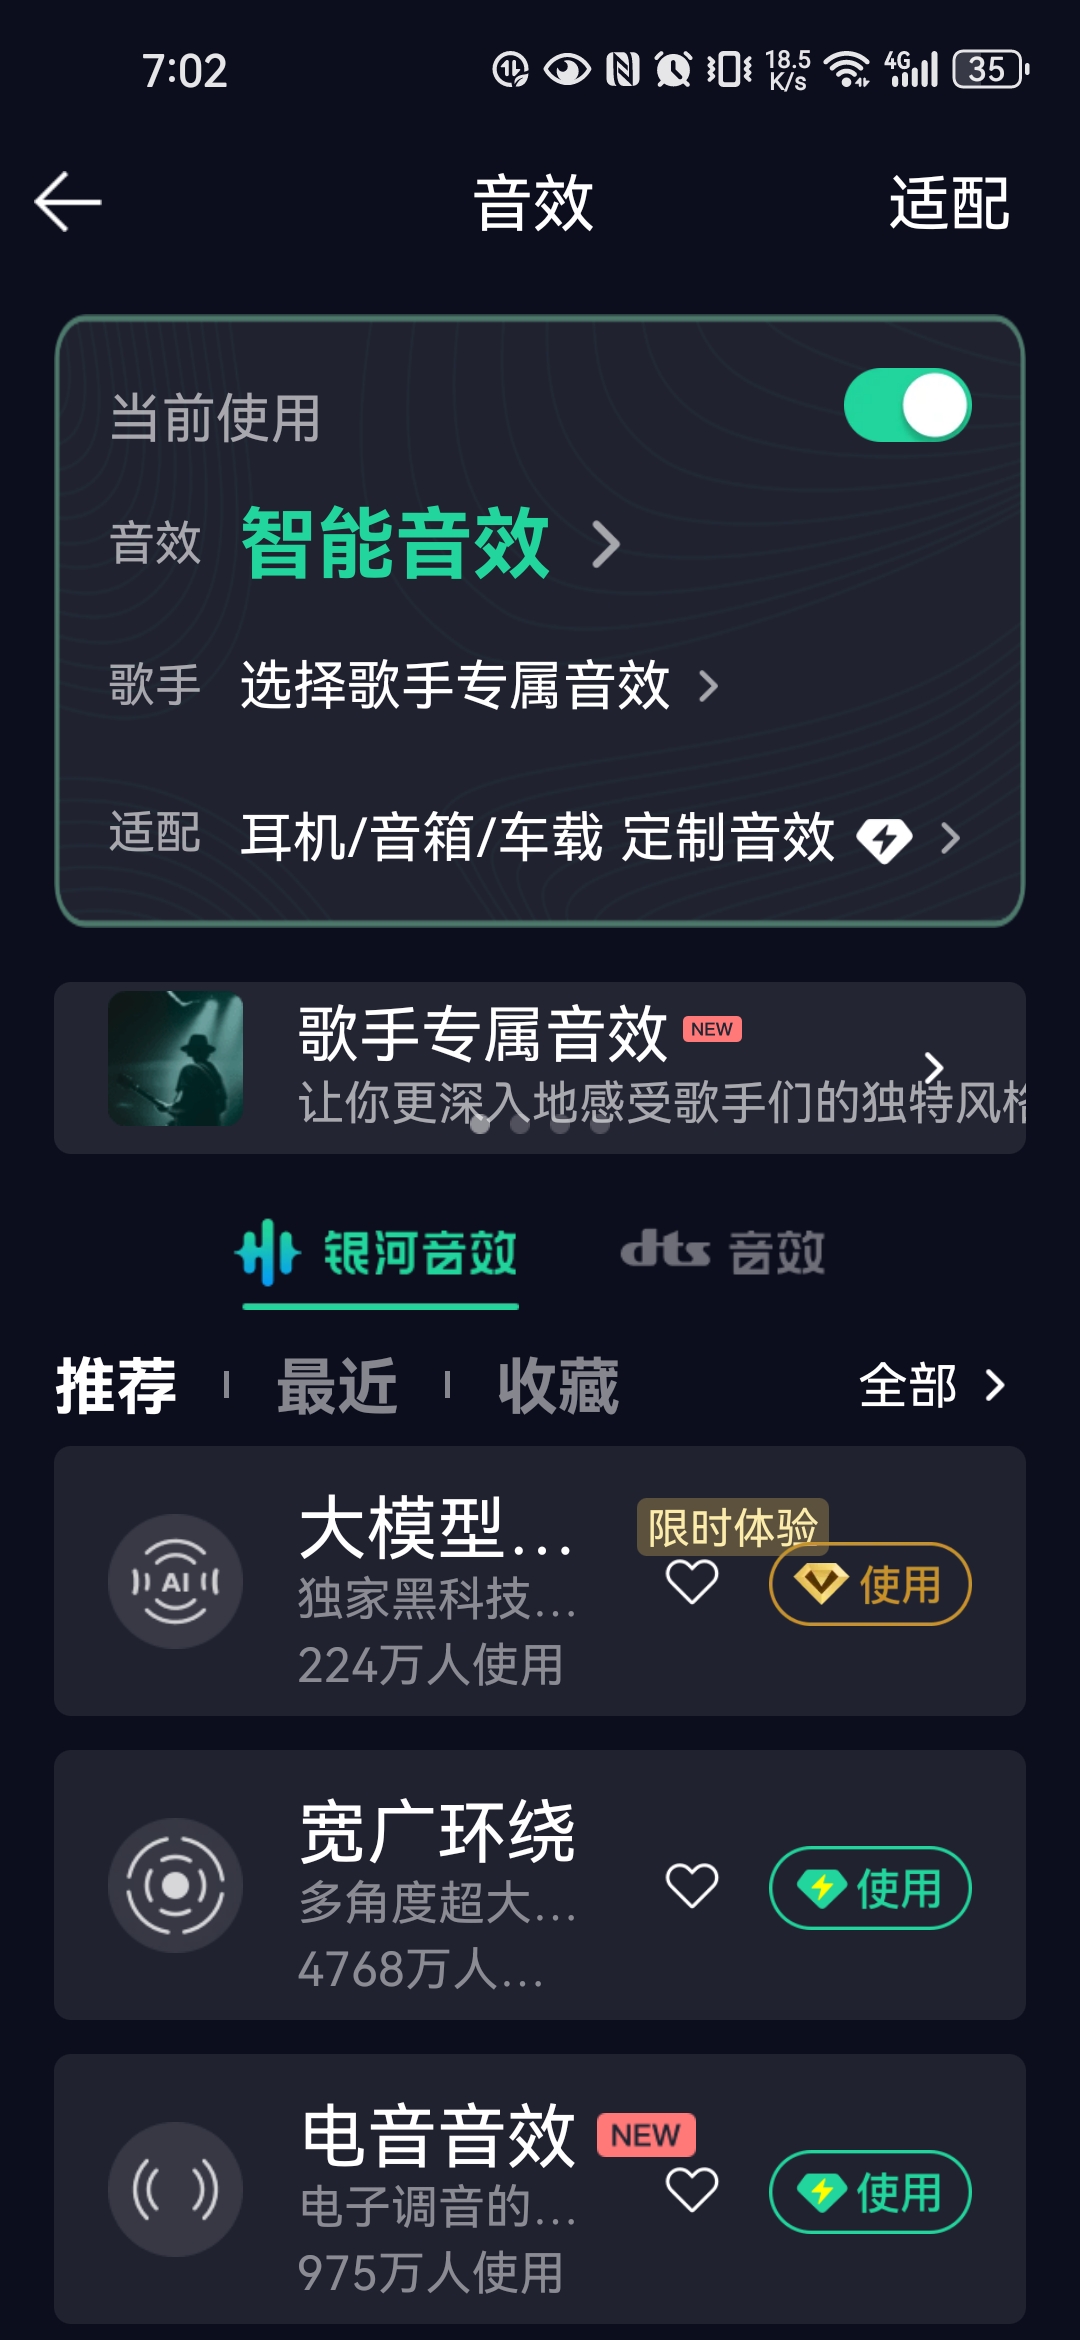 7:02
18.5
K/s
4G
35
音效
适配
当前使用
音效 智能音效
歌手 选择歌手专属音效
适配 耳机/音箱/车载 定制音效
歌手专属音效 NEW
让你更深入地感受歌手们的独特风格
银河音效
dts 音效
推荐
最近
收藏
全部
AI
大模型...
限时体验
独家黑科技...
224万人使用
使用
宽广环绕
多角度超大...
4768万人...
使用
电音音效 NEW
电子调音的...
975万人使用
使用